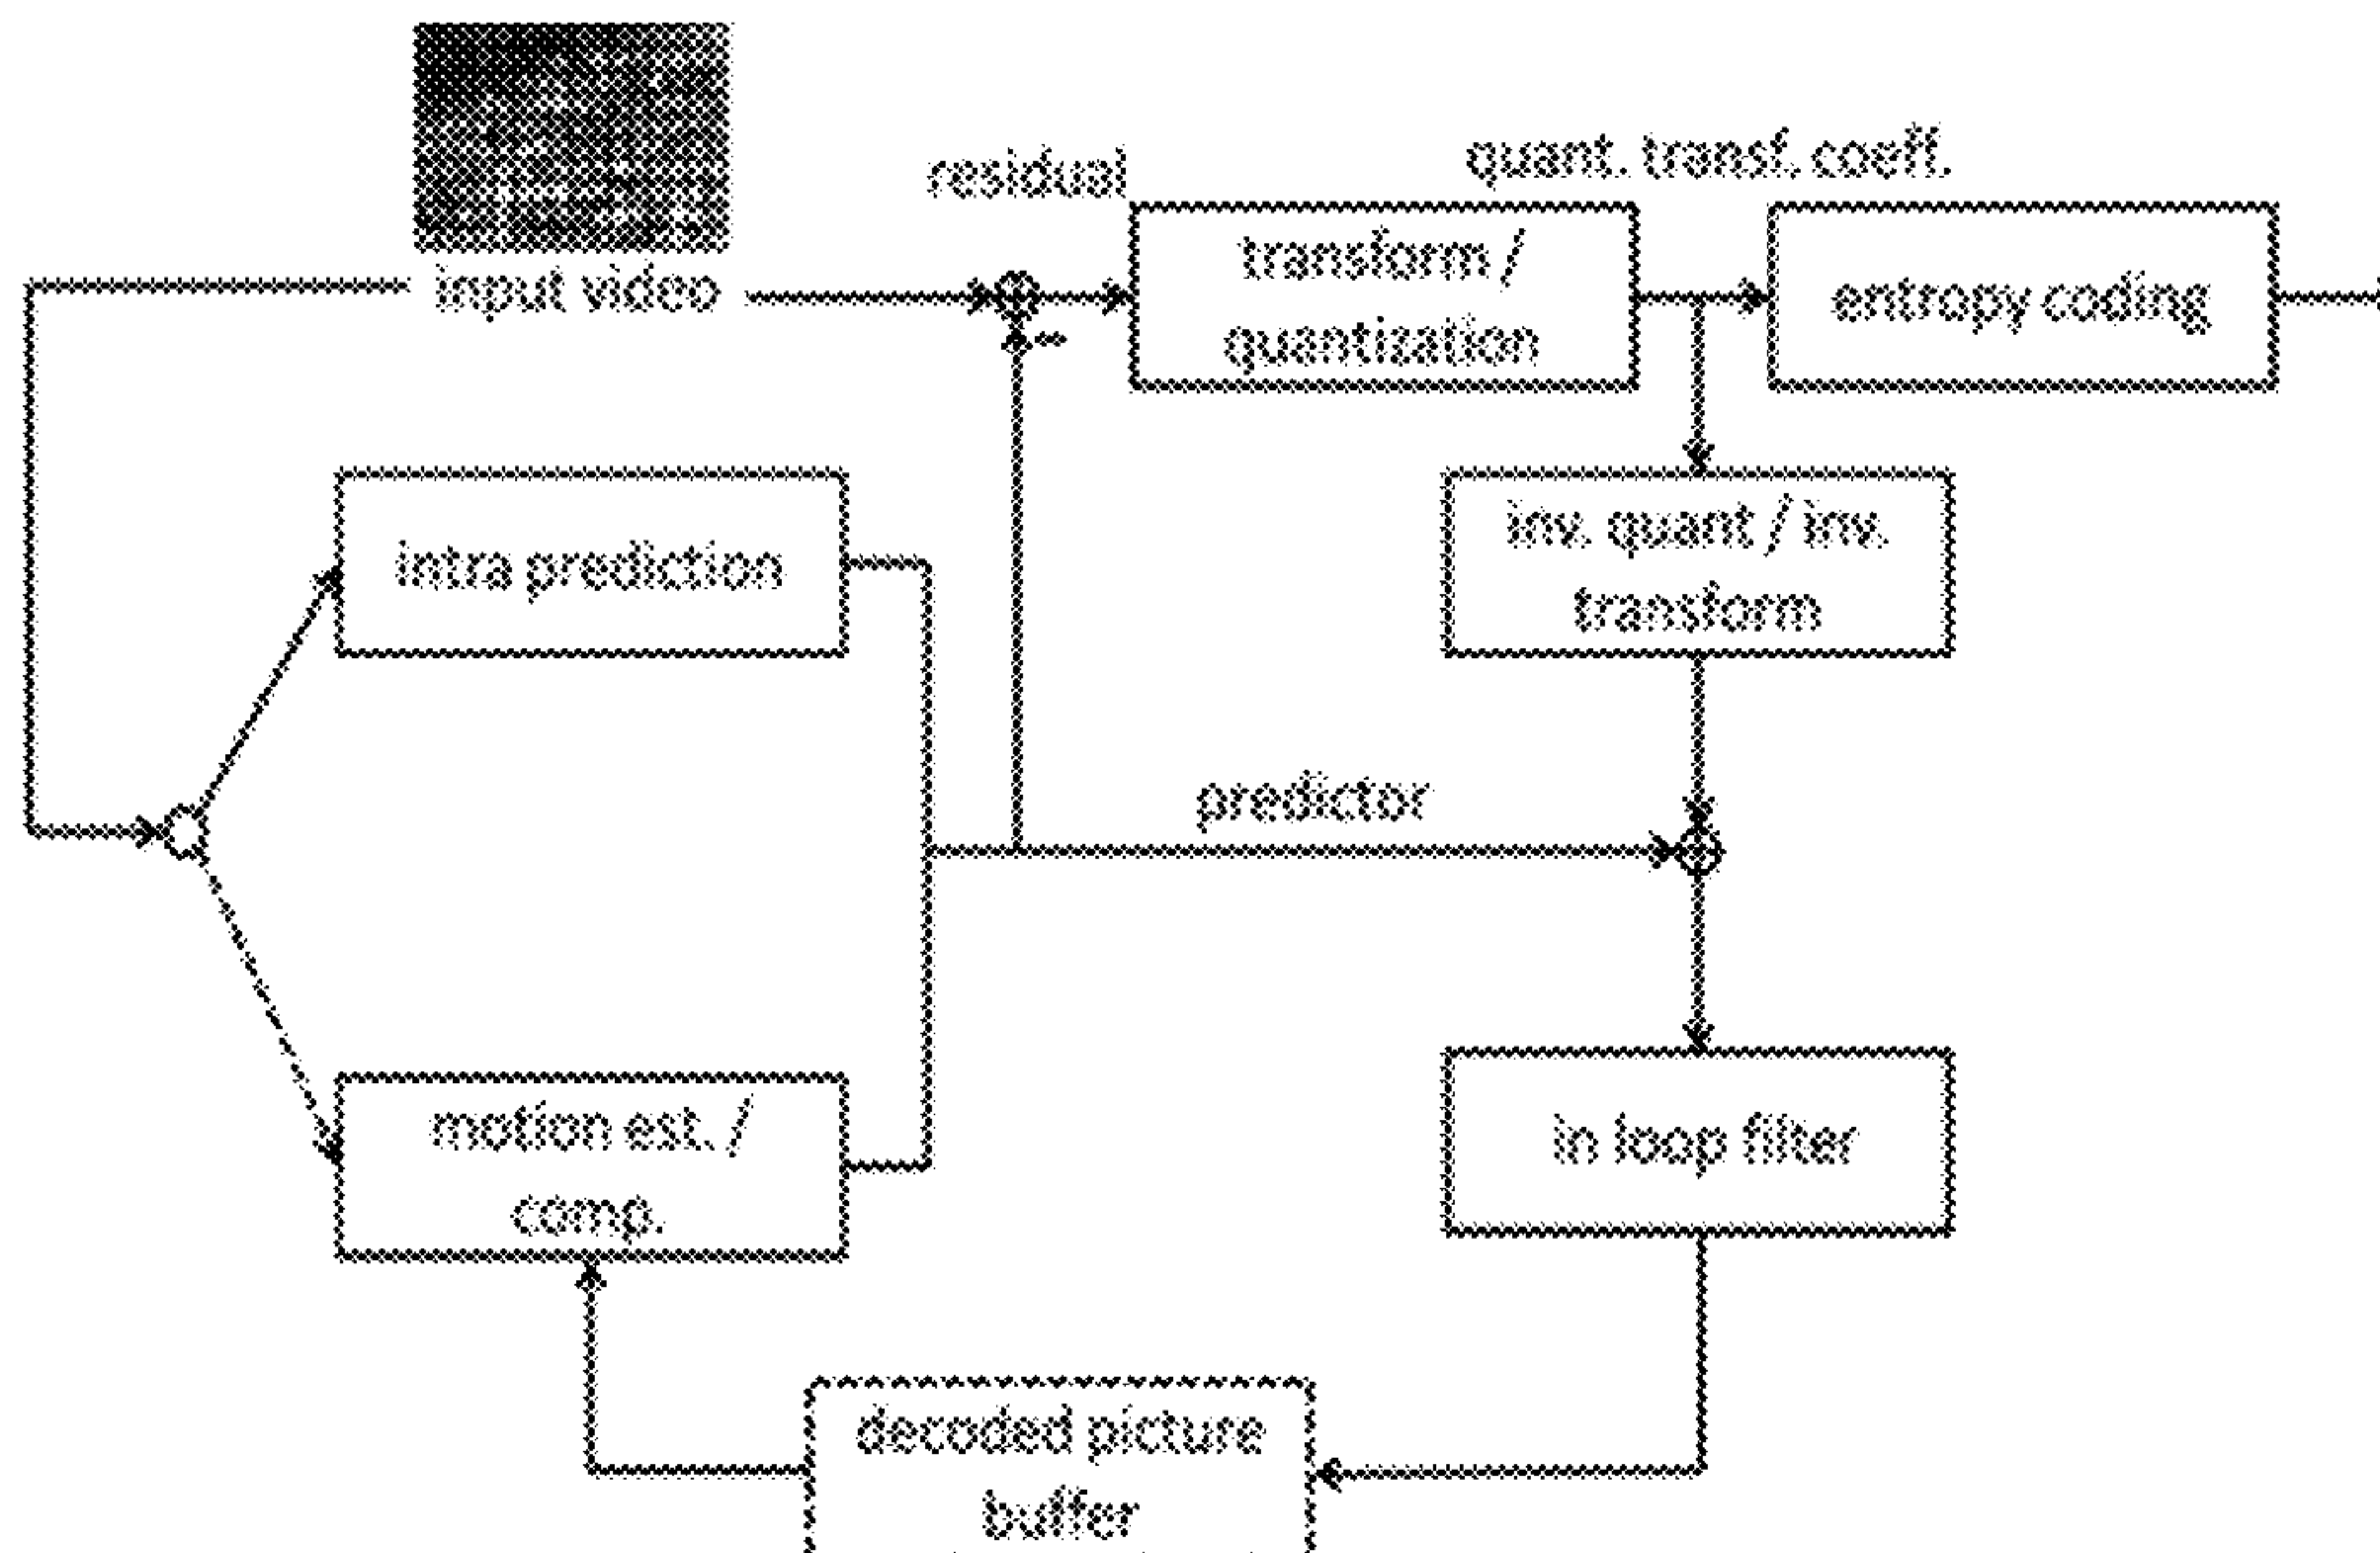 residual
quant. transf. coeff.
input video
transform /
quantization
entropy coding
intra prediction
inv. quant / inv.
transform
predictor
motion est. /
comp.
in loop filter
decoded picture
buffer